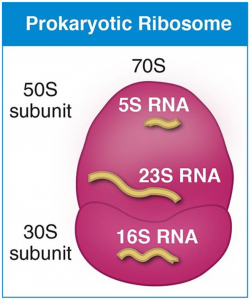 Prokaryotic Ribosome
70S
50S
subunit
5S RNA
23S RNA
30S
subunit
16S RNA